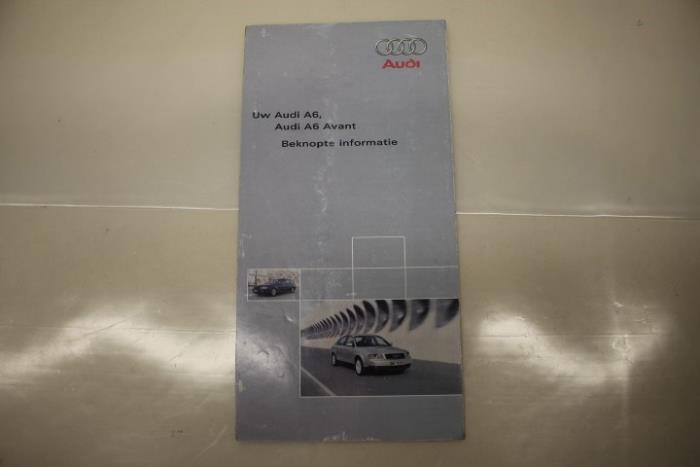 Audi
Uw Audi A6,
Audi A6 Avant
Beknopte informatie